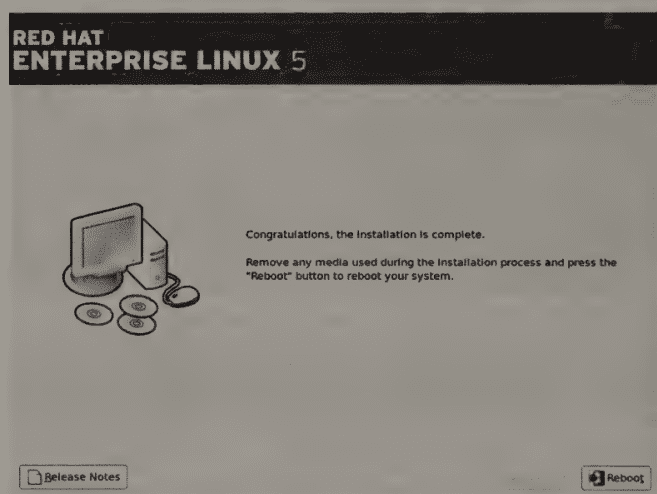 RED HAT
ENTERPRISE LINUX 5
Congratulations, the installation is complete.
Remove any media used during the installation process and press the
"Reboot" button to reboot your system.
Release Notes
Reboot